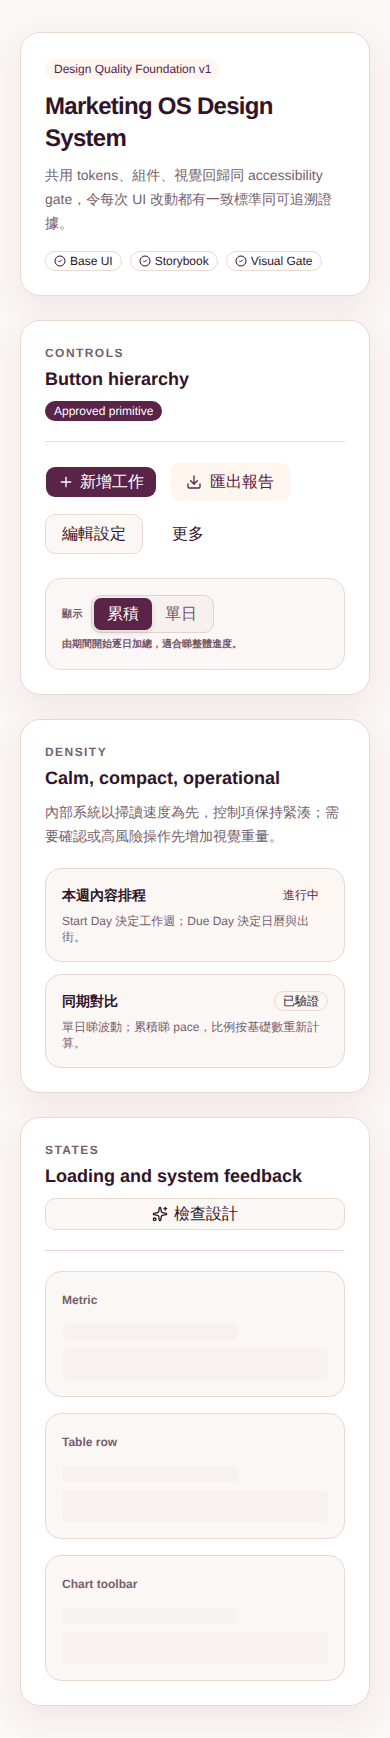 Design Quality Foundation v1
Marketing OS Design
System
共用 tokens、組件、視覺回歸同 accessibility
gate，令每次 UI 改動都有一致標準同可追溯證
據。
Base UI
Storybook
Visual Gate
CONTROLS
Button hierarchy
Approved primitive
新增工作
匯出報告
編輯設定
更多
顯示
累積
單日
由期間開始逐日加總，適合睇整體進度。
DENSITY
Calm, compact, operational
內部系統以掃讀速度為先，控制項保持緊湊；需
要確認或高風險操作先增加視覺重量。
本週內容排程
進行中
Start Day 決定工作週；Due Day 決定日曆與出
街。
同期對比
已驗證
單日睇波動；累積睇 pace，比例按基礎數重新計
算。
STATES
Loading and system feedback
檢查設計
Metric
Table row
Chart toolbar